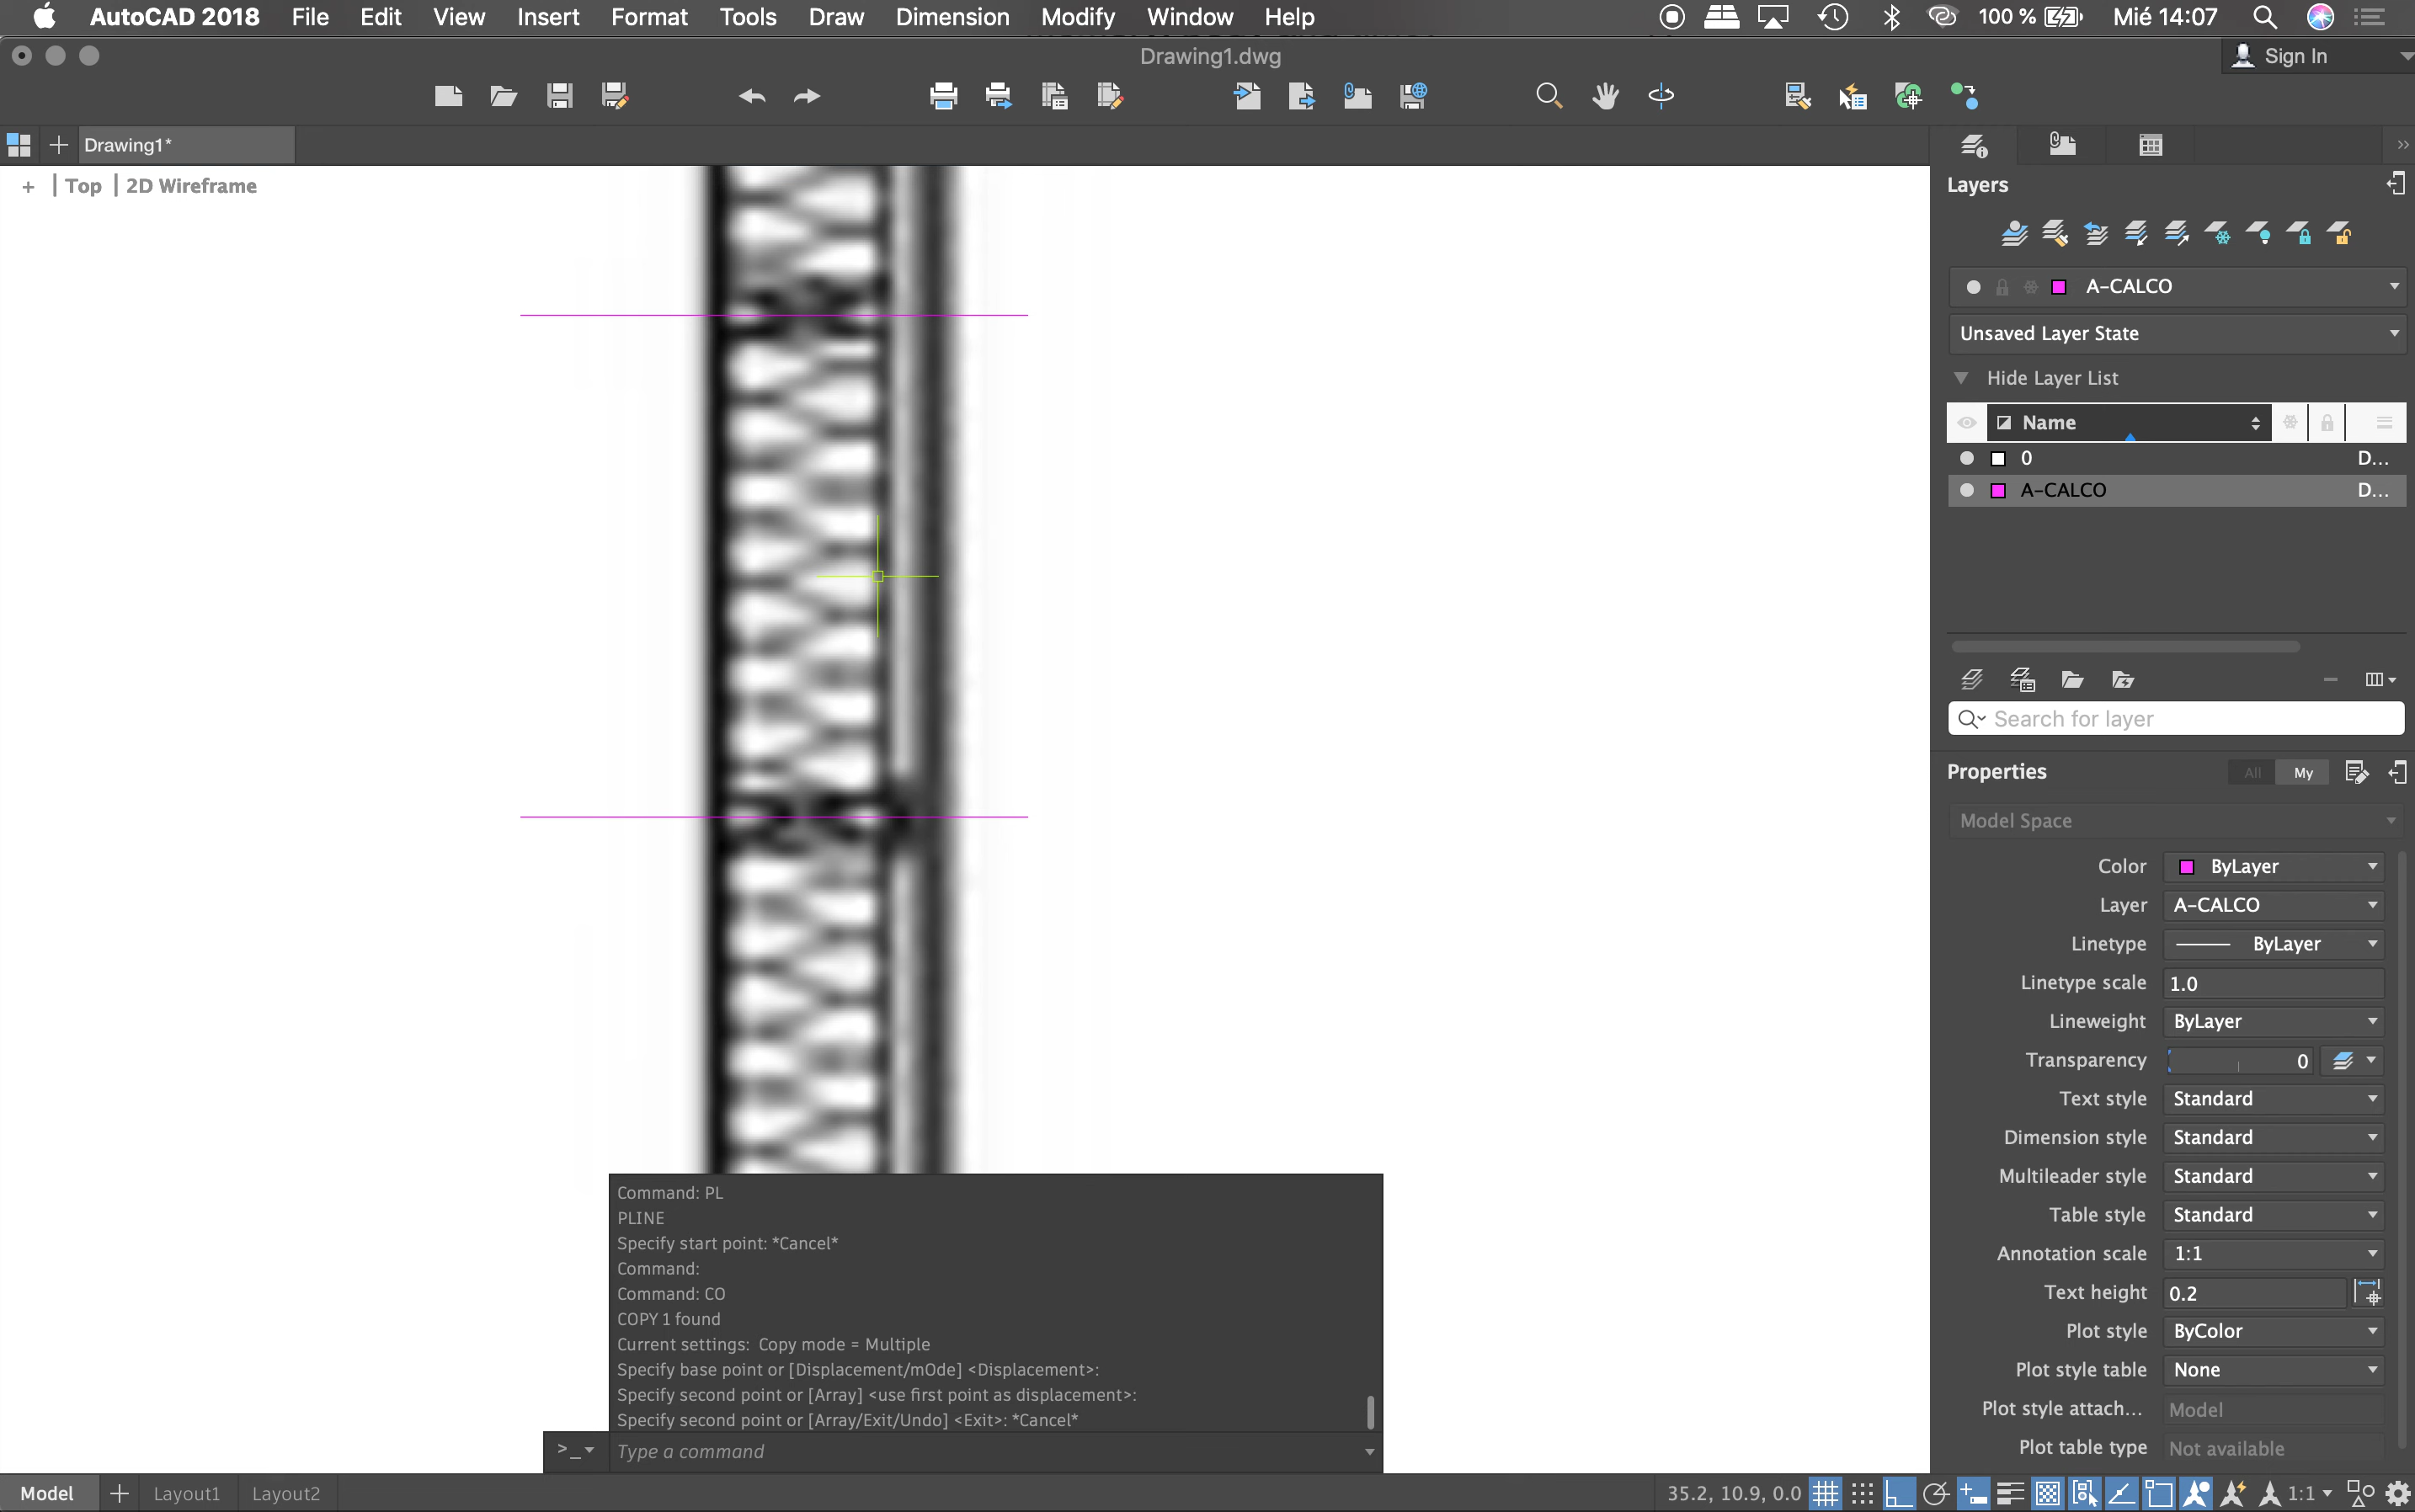 AutoCAD 2018 File Edit View Insert Format Tools Draw Dimension Modify Window Help 100 % Mié 14:07
Drawing1.dwg
Sign In
Drawing1*
+ | Top | 2D Wireframe
Layers
A-CALCO
Unsaved Layer State
Hide Layer List
Name
0 D...
A-CALCO D...
Search for layer
Properties All My
Model Space
Color ByLayer
Layer A-CALCO
Linetype ByLayer
Linetype scale 1.0
Lineweight ByLayer
Transparency 0
Text style Standard
Dimension style Standard
Multileader style Standard
Table style Standard
Annotation scale 1:1
Text height 0.2
Plot style ByColor
Plot style table None
Plot style attach... Model
Plot table type Not available
Command: PL
PLINE
Specify start point: *Cancel*
Command:
Command: CO
COPY 1 found
Current settings: Copy mode = Multiple
Specify base point or [Displacement/mOde] <Displacement>:
Specify second point or [Array] <use first point as displacement>:
Specify second point or [Array/Exit/Undo] <Exit>: *Cancel*
>_ Type a command
Model + Layout1 Layout2 35.2, 10.9, 0.0 1:1